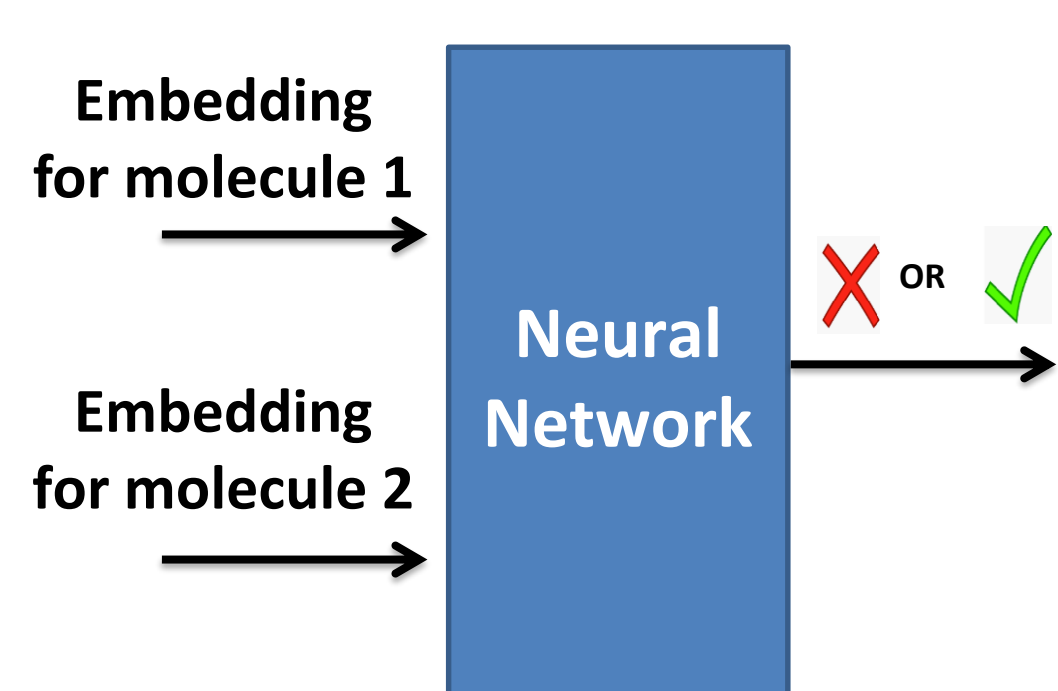 Embedding
for molecule 1
OR
Neural
Network
Embedding
for molecule 2